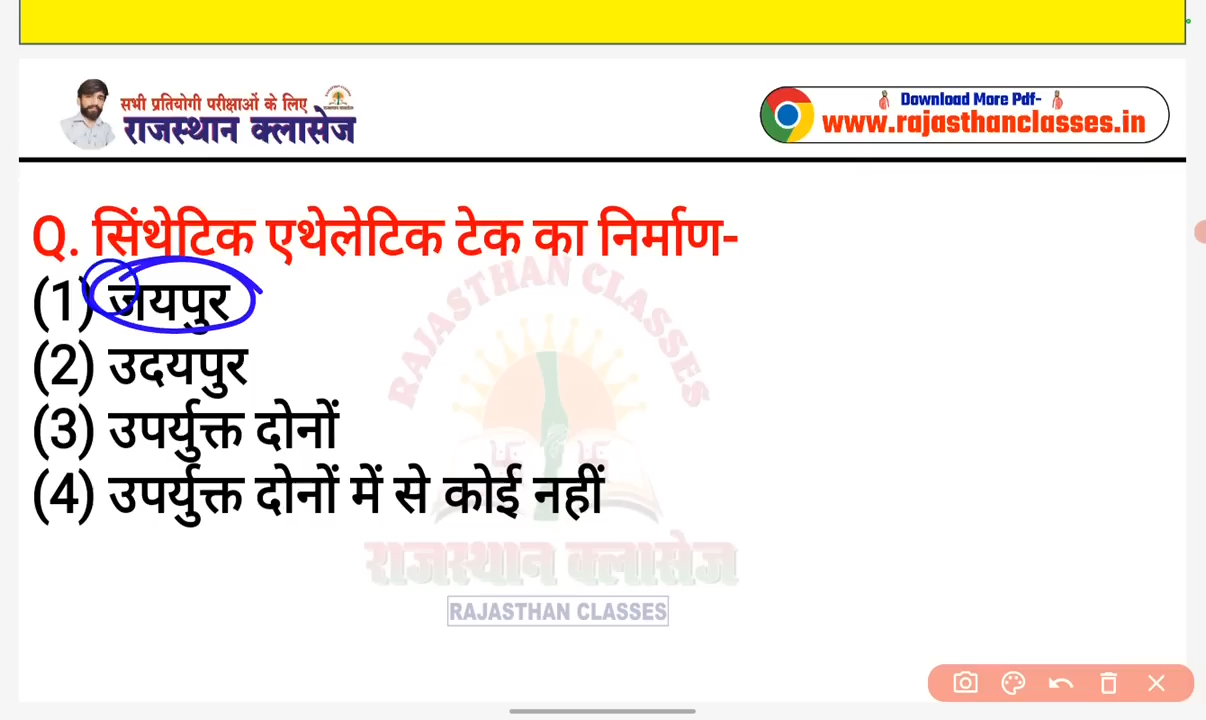 सभी प्रतियोगी परीक्षाओं के लिए
राजस्थान क्लासेज
Download More Pdf-
www.rajasthanclasses.in
Q. सिंथेटिक एथेलेटिक टेक का निर्माण-
(1) जयपुर
(2) उदयपुर
(3) उपर्युक्त दोनों
(4) उपर्युक्त दोनों में से कोई नहीं
RAJASTHAN CLASSES
राजस्थान क्लासेज
RAJASTHAN CLASSES